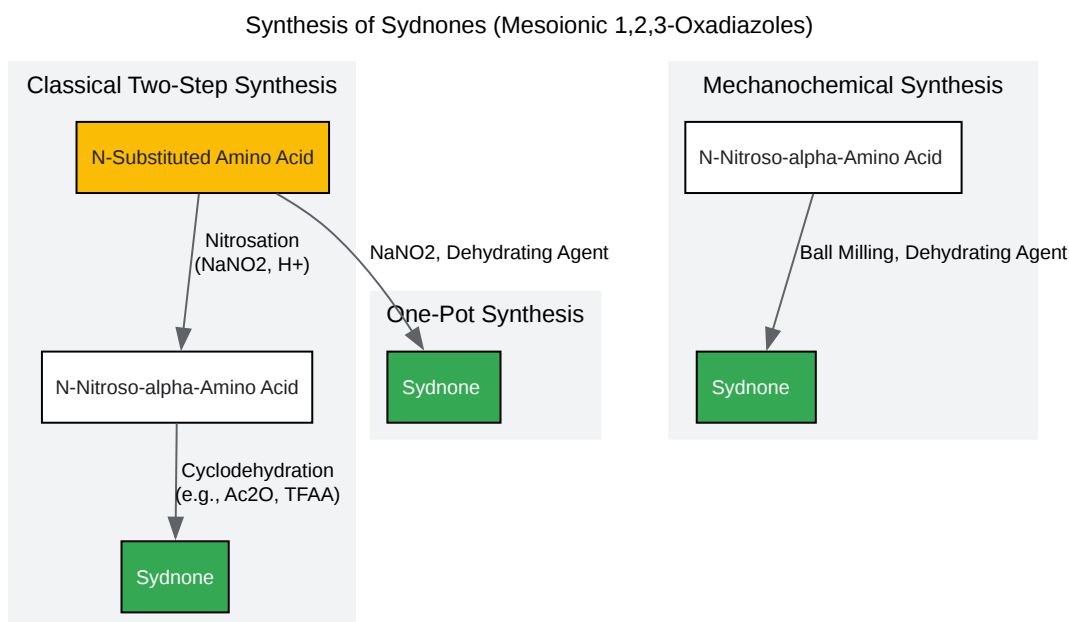 Synthesis of Sydnones (Mesoionic 1,2,3-Oxadiazoles)
Classical Two-Step Synthesis
N-Substituted Amino Acid
Nitrosation
(NaNO2, H+)
N-Nitroso-alpha-Amino Acid
Cyclodehydration
(e.g., Ac2O, TFAA)
Sydnone
NaNO2, Dehydrating Agent
One-Pot Synthesis
Sydnone
Mechanochemical Synthesis
N-Nitroso-alpha-Amino Acid
Ball Milling, Dehydrating Agent
Sydnone